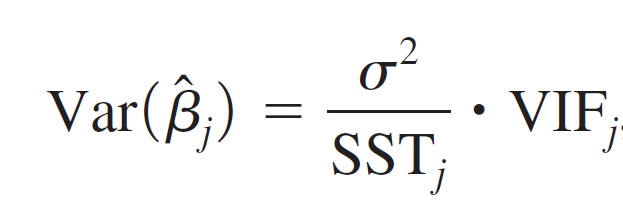 Var(β̂ⱼ) = σ² / SSTⱼ · VIFⱼ.